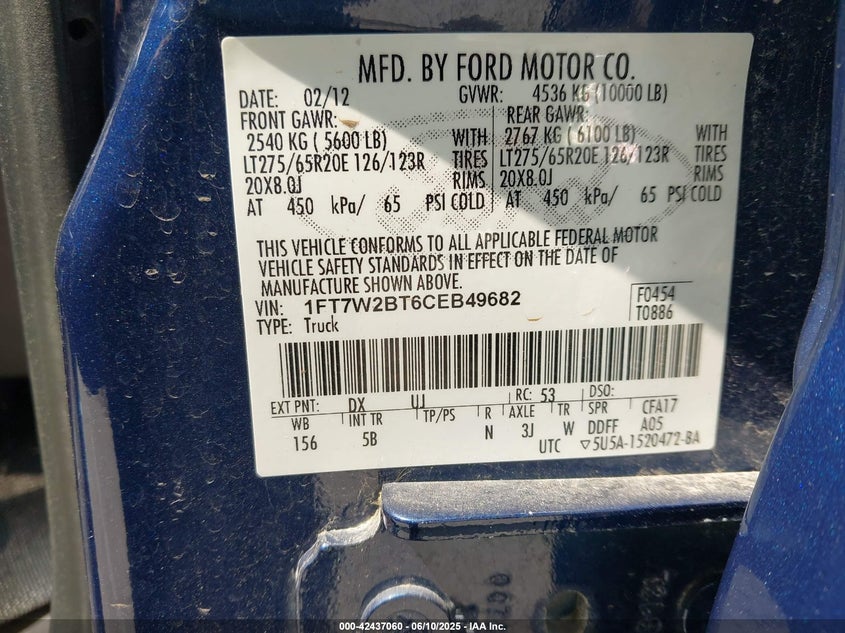 MFD. BY FORD MOTOR CO.
DATE: 02/12 GVWR: 4536 KG (10000 LB)
FRONT GAWR: REAR GAWR:
2540 KG ( 5600 LB) WITH 2767 KG ( 6100 LB) WITH
LT275/65R20E 126/123R TIRES LT275/65R20E 126/123R TIRES
20X8.0J RIMS 20X8.0J RIMS
AT 450 kPa/ 65 PSI COLD AT 450 kPa/ 65 PSI COLD
THIS VEHICLE CONFORMS TO ALL APPLICABLE FEDERAL MOTOR
VEHICLE SAFETY STANDARDS IN EFFECT ON THE DATE OF
MANUFACTURE SHOWN ABOVE.
VIN: 1FT7W2BT6CEB49682 F0454
TYPE: Truck T0886
EXT PNT: DX UJ RC: 53 DSO:
WB INT TR TP/PS R AXLE TR SPR CFA17
156 5B N 3J W DDFF A05
UTC ▽5U5A-1520472-BA
000-42437060 - 06/10/2025 - IAA, Inc.